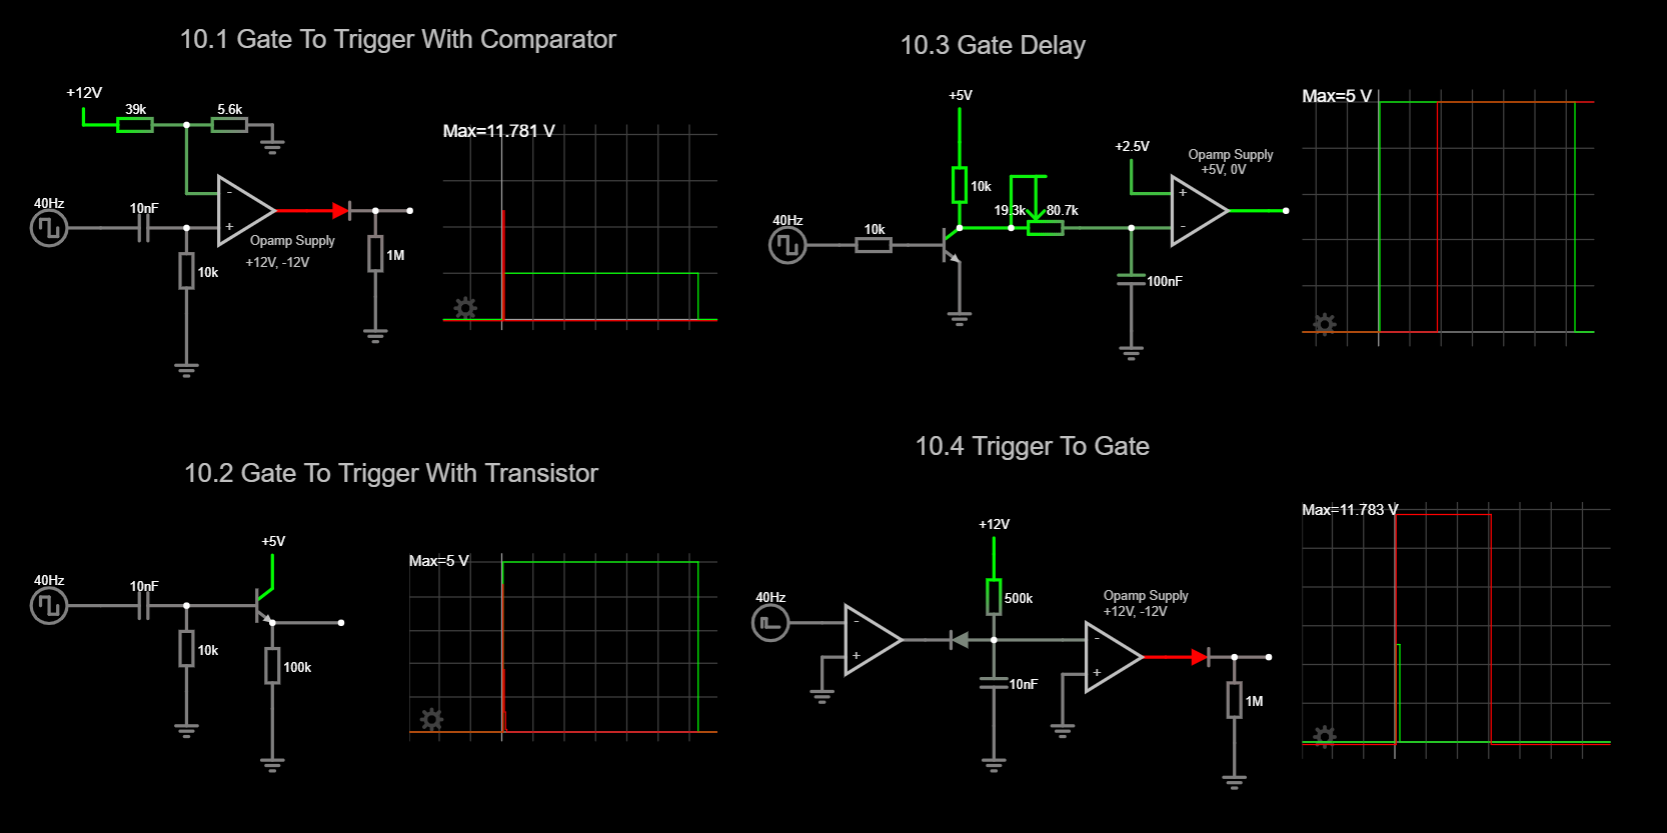 10.1 Gate To Trigger With Comparator
+12V
39k
5.6k
Max=11.781 V
40Hz
10nF
-
+
Opamp Supply
+12V, -12V
10k
1M
10.3 Gate Delay
+5V
10k
19.3k
80.7k
+2.5V
Opamp Supply
+5V, 0V
+
-
40Hz
10k
100nF
Max=5 V
10.2 Gate To Trigger With Transistor
+5V
40Hz
10nF
10k
100k
Max=5 V
10.4 Trigger To Gate
+12V
500k
40Hz
-
+
10nF
Opamp Supply
+12V, -12V
-
+
1M
Max=11.783 V